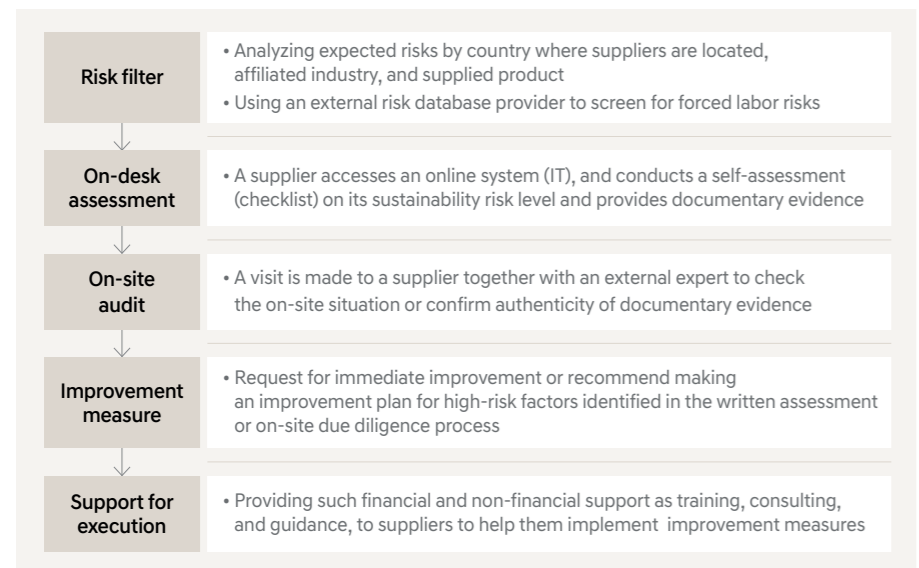 Risk filter
• Analyzing expected risks by country where suppliers are located,
affiliated industry, and supplied product
• Using an external risk database provider to screen for forced labor risks
On-desk
assessment
• A supplier accesses an online system (IT), and conducts a self-assessment
(checklist) on its sustainability risk level and provides documentary evidence
On-site
audit
• A visit is made to a supplier together with an external expert to check
the on-site situation or confirm authenticity of documentary evidence
Improvement
measure
• Request for immediate improvement or recommend making
an improvement plan for high-risk factors identified in the written assessment
or on-site due diligence process
Support for
execution
• Providing such financial and non-financial support as training, consulting,
and guidance, to suppliers to help them implement improvement measures